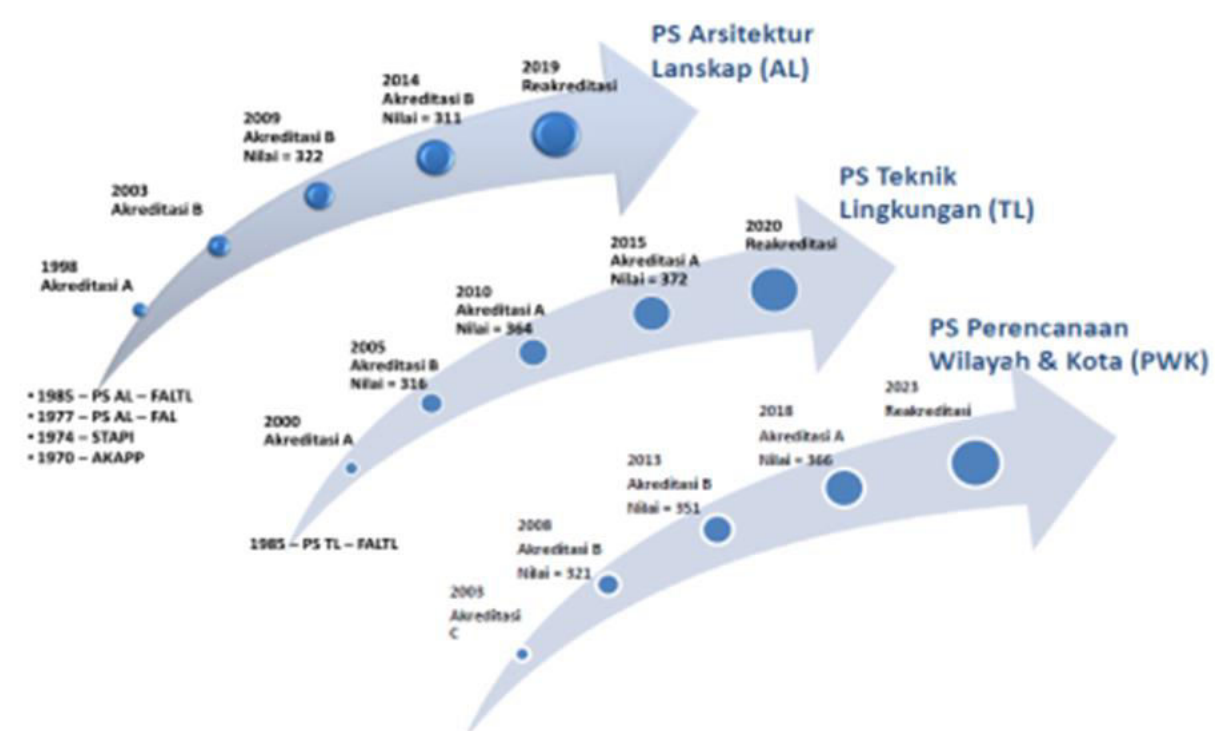 PS Arsitektur
Lanskap (AL)
2019
Reakreditasi
2014
Akreditasi B
Nilai = 311
2009
Akreditasi B
Nilai = 322
2003
Akreditasi B
1998
Akreditasi A
• 1985 – PS AL – FALTL
• 1977 – PS AL – FAL
• 1974 – STAPI
• 1970 – AKAPP
PS Teknik
Lingkungan (TL)
2020
Reakreditasi
2015
Akreditasi A
Nilai = 372
2010
Akreditasi A
Nilai = 364
2005
Akreditasi B
Nilai = 316
2000
Akreditasi A
1985 – PS TL – FALTL
PS Perencanaan
Wilayah & Kota (PWK)
2023
Reakreditasi
2018
Akreditasi A
Nilai = 366
2013
Akreditasi B
Nilai = 351
2008
Akreditasi B
Nilai = 321
2003
Akreditasi
C